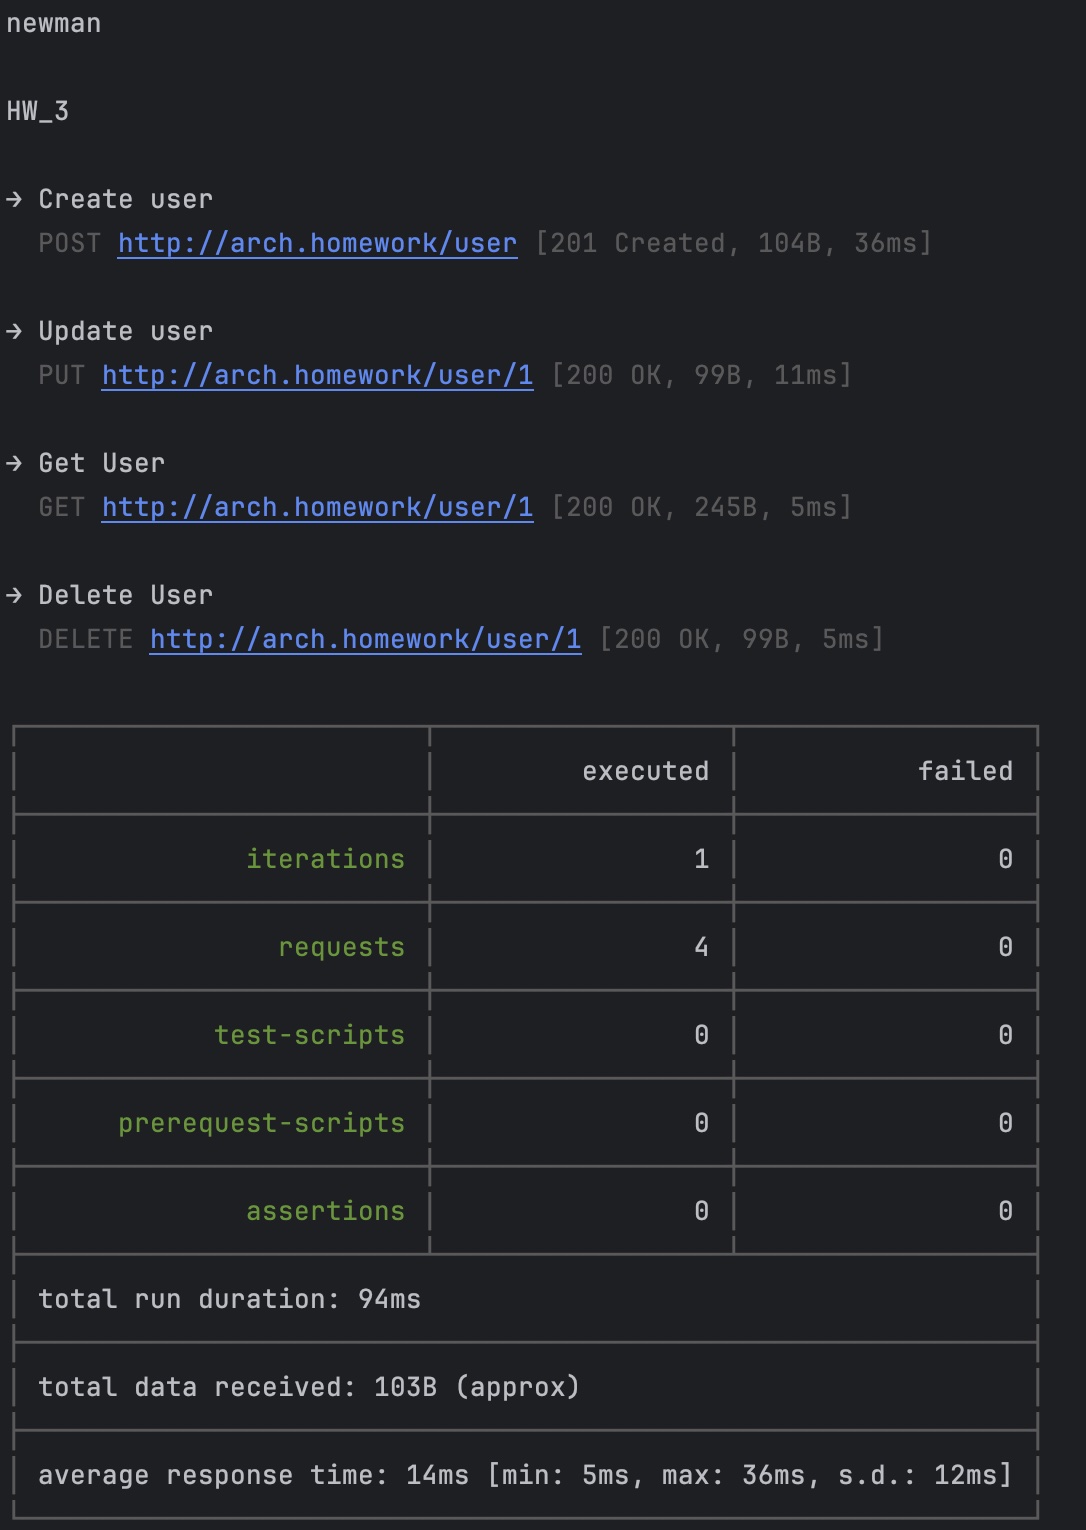 newman
HW_3
→ Create user
POST http://arch.homework/user [201 Created, 104B, 36ms]
→ Update user
PUT http://arch.homework/user/1 [200 OK, 99B, 11ms]
→ Get User
GET http://arch.homework/user/1 [200 OK, 245B, 5ms]
→ Delete User
DELETE http://arch.homework/user/1 [200 OK, 99B, 5ms]
executed failed
iterations 1 0
requests 4 0
test-scripts 0 0
prerequest-scripts 0 0
assertions 0 0
total run duration: 94ms
total data received: 103B (approx)
average response time: 14ms [min: 5ms, max: 36ms, s.d.: 12ms]